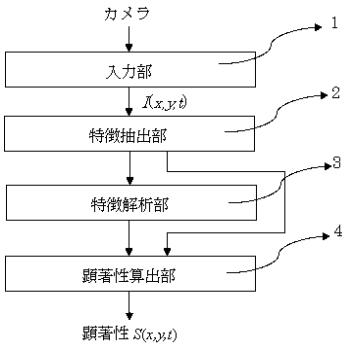 カメラ
1
入力部
I(x,y,t)
2
特徴抽出部
3
特徴解析部
4
顕著性算出部
顕著性 S(x,y,t)